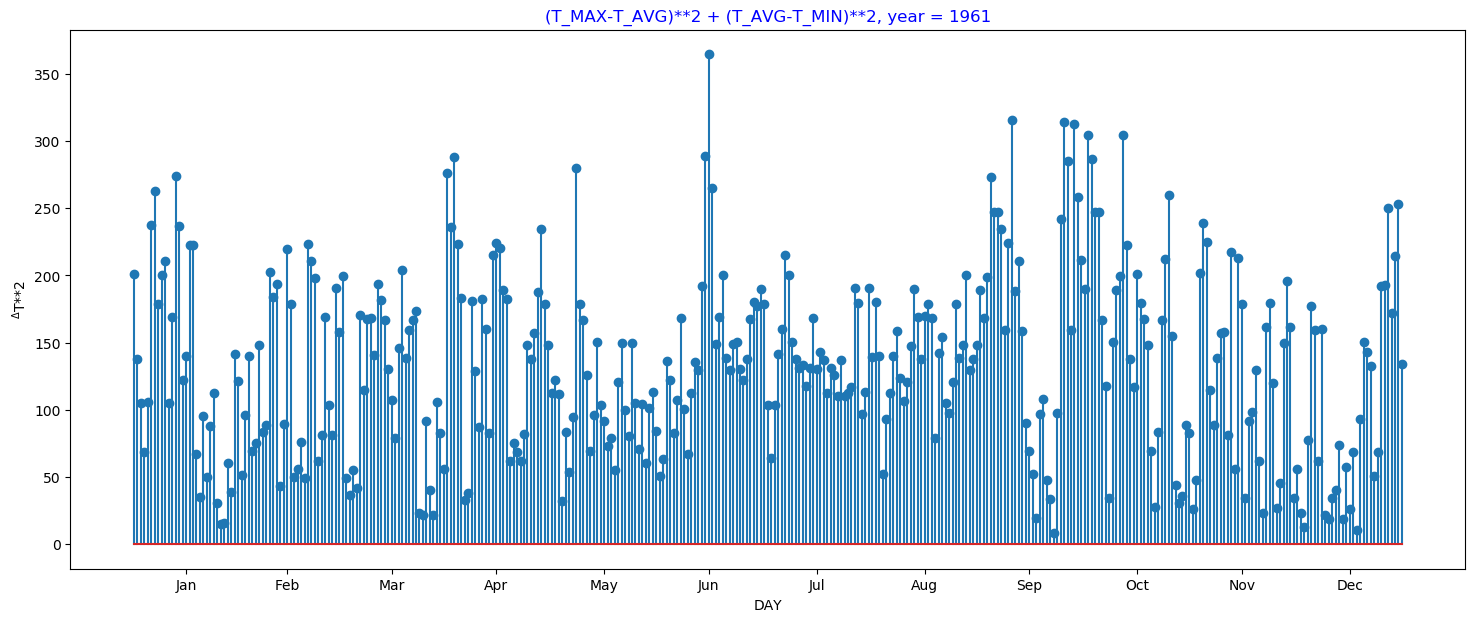 (T_MAX-T_AVG)**2 + (T_AVG-T_MIN)**2, year = 1961
350
300
250
200
150
100
50
0
ΔT**2
Jan Feb Mar Apr May Jun Jul Aug Sep Oct Nov Dec
DAY